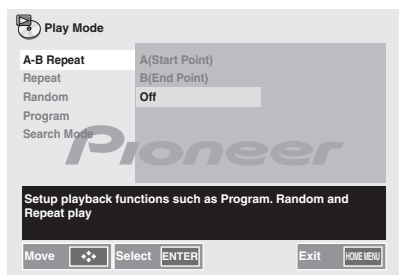 Play Mode
A-B Repeat
A(Start Point)
Repeat
B(End Point)
Random
Off
Program
Search Mode
Pioneer
Setup playback functions such as Program. Random and
Repeat play
Move Select ENTER Exit HOME MENU